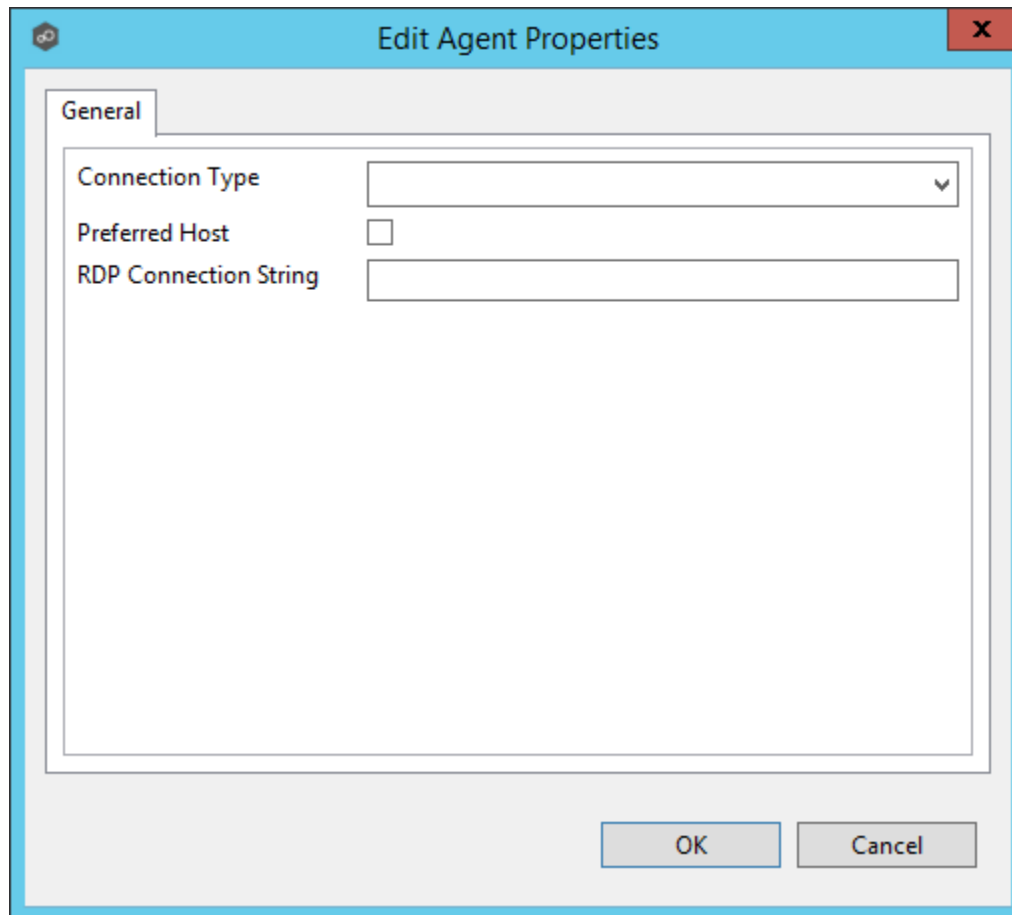 Edit Agent Properties
x
General
Connection Type
Preferred Host
RDP Connection String
OK
Cancel